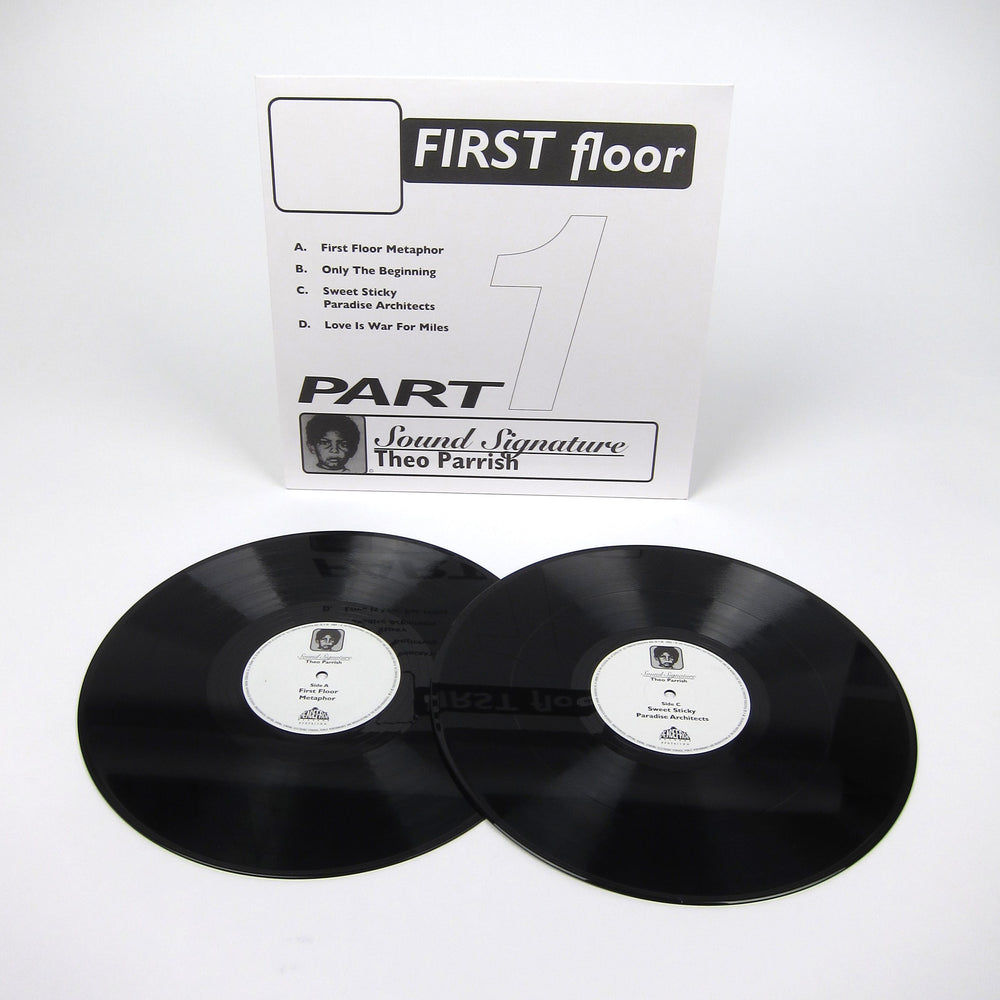 FIRST floor
A. First Floor Metaphor
B. Only The Beginning
C. Sweet Sticky
Paradise Architects
D. Love Is War For Miles
1
PART
Sound Signature
Theo Parrish
©
Sound Signature
Theo Parrish
Side A
First Floor
Metaphor
PEACEFROG
Sound Signature
Theo Parrish
Side C
Sweet Sticky
Paradise Architects
PEACEFROG